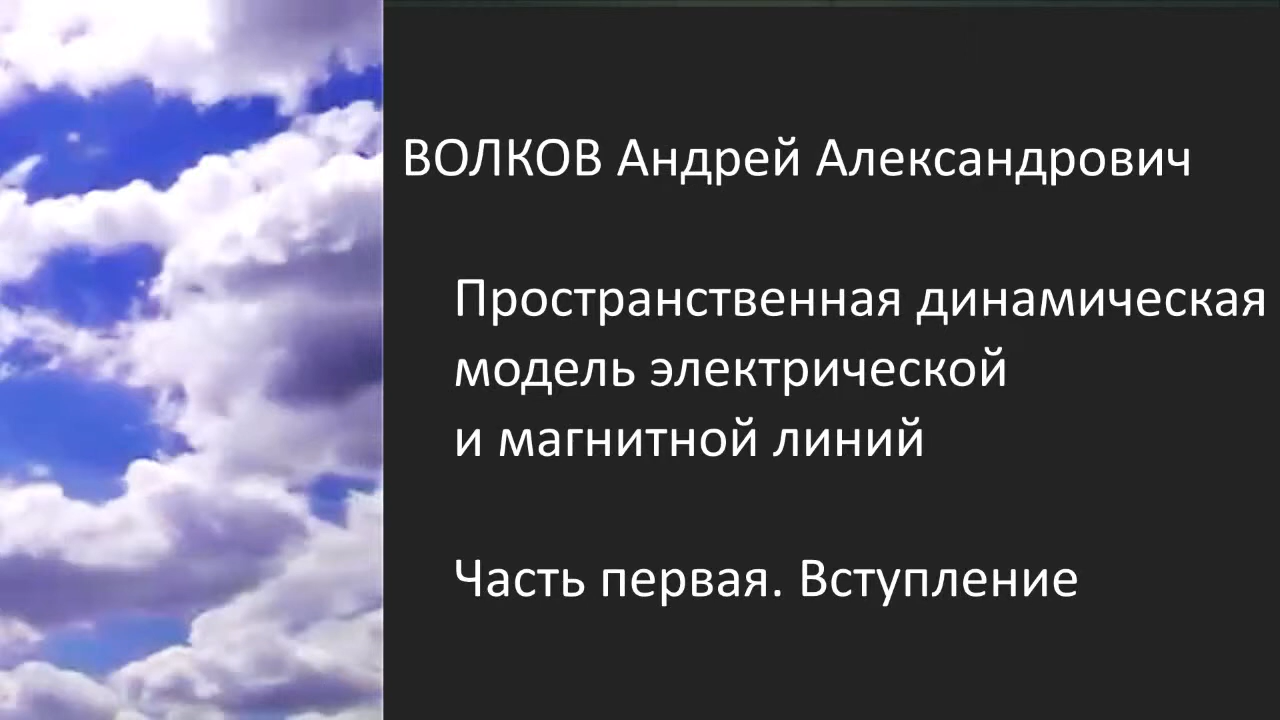 ВОЛКОВ Андрей Александрович
Пространственная динамическая
модель электрической
и магнитной линий
Часть первая. Вступление